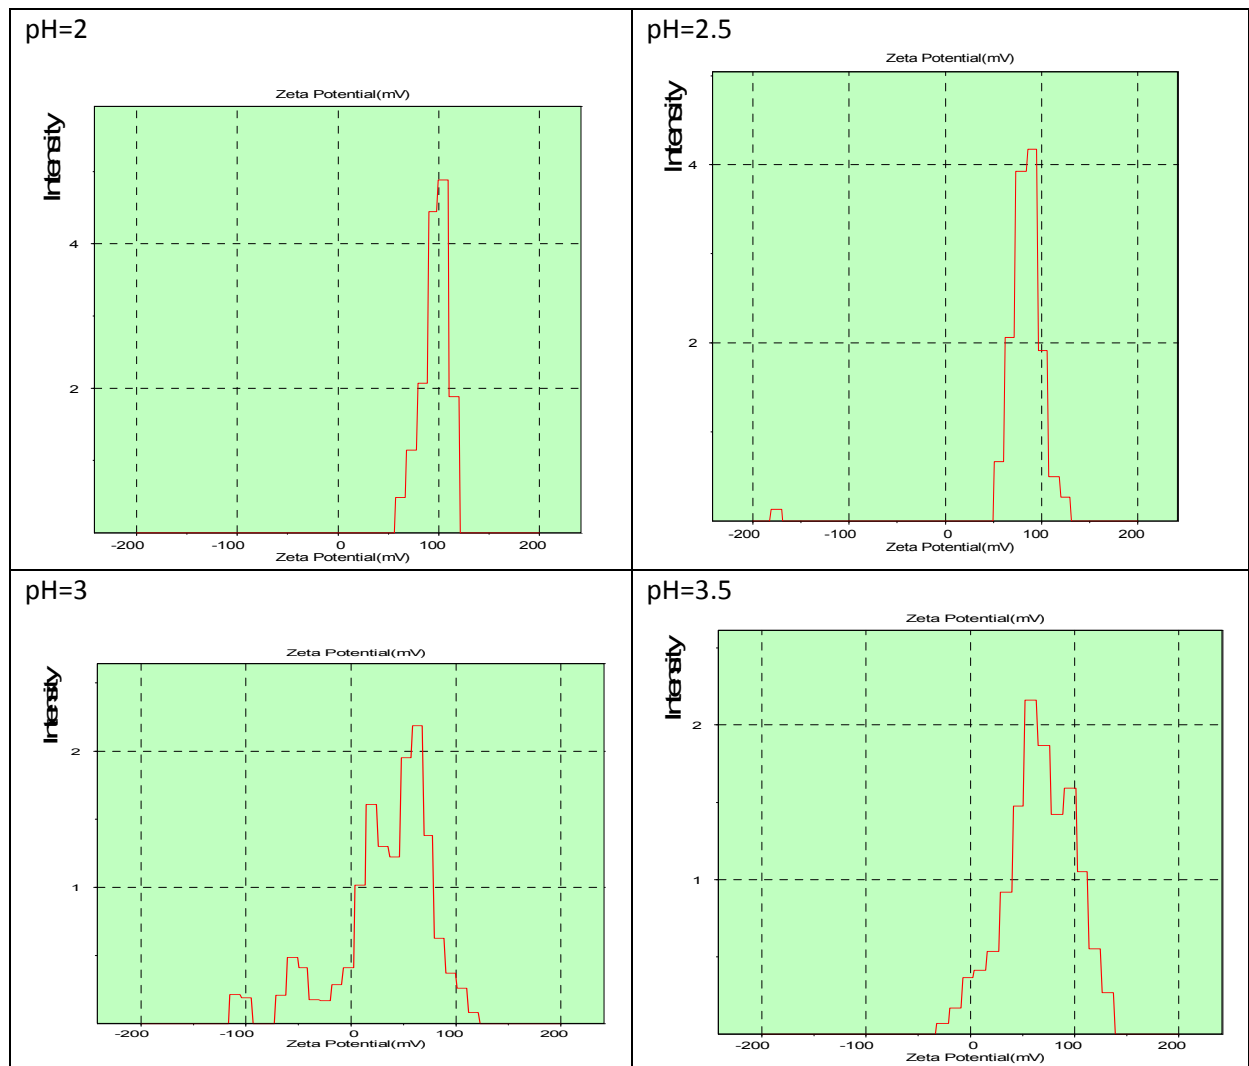 pH=2
Zeta Potential(mV)
Intensity
4
2
-200 -100 0 100 200
Zeta Potential(mV)
pH=2.5
Zeta Potential(mV)
Intensity
4
2
-200 -100 0 100 200
Zeta Potential(mV)
pH=3
Zeta Potential(mV)
Intensity
2
1
-200 -100 0 100 200
Zeta Potential(mV)
pH=3.5
Zeta Potential(mV)
Intensity
2
1
-200 -100 0 100 200
Zeta Potential(mV)